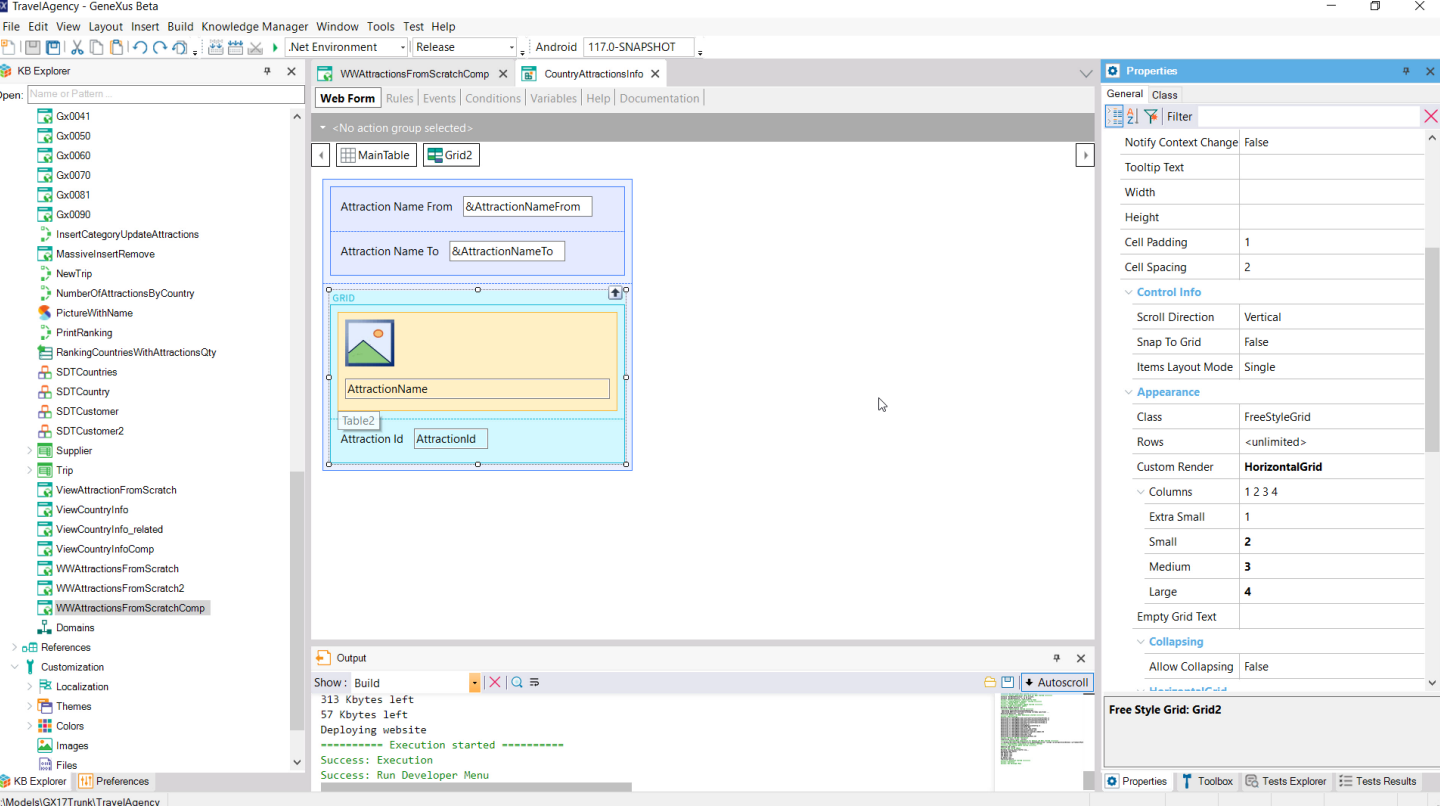 TravelAgency - GeneXus Beta
File Edit View Layout Insert Build Knowledge Manager Window Tools Test Help
.Net Environment Release Android 117.0-SNAPSHOT
KB Explorer
Open: Name or Pattern ...
Gx0041
Gx0050
Gx0060
Gx0070
Gx0081
Gx0090
InsertCategoryUpdateAttractions
MassiveInsertRemove
NewTrip
NumberOfAttractionsByCountry
PictureWithName
PrintRanking
RankingCountriesWithAttractionsQty
SDTCountries
SDTCountry
SDTCustomer
SDTCustomer2
Supplier
Trip
ViewAttractionFromScratch
ViewCountryInfo
ViewCountryInfo_related
ViewCountryInfoComp
WWAttractionsFromScratch
WWAttractionsFromScratch2
WWAttractionsFromScratchComp
Domains
References
Customization
Localization
Themes
Colors
Images
Files
KB Explorer Preferences
:\Models\GX17Trunk\TravelAgency
WWAttractionsFromScratchComp CountryAttractionsInfo
Web Form Rules Events Conditions Variables Help Documentation
<No action group selected>
MainTable Grid2
Attraction Name From &AttractionNameFrom
Attraction Name To &AttractionNameTo
GRID
AttractionName
Table2
Attraction Id AttractionId
Output
Show : Build Autoscroll
313 Kbytes left
57 Kbytes left
Deploying website
========== Execution started ==========
Success: Execution
Success: Run Developer Menu
Properties
General Class
Filter
Notify Context Change False
Tooltip Text
Width
Height
Cell Padding 1
Cell Spacing 2
Control Info
Scroll Direction Vertical
Snap To Grid False
Items Layout Mode Single
Appearance
Class FreeStyleGrid
Rows <unlimited>
Custom Render HorizontalGrid
Columns 1 2 3 4
Extra Small 1
Small 2
Medium 3
Large 4
Empty Grid Text
Collapsing
Allow Collapsing False
HorizontalGrid
Free Style Grid: Grid2
Properties Toolbox Tests Explorer Tests Results